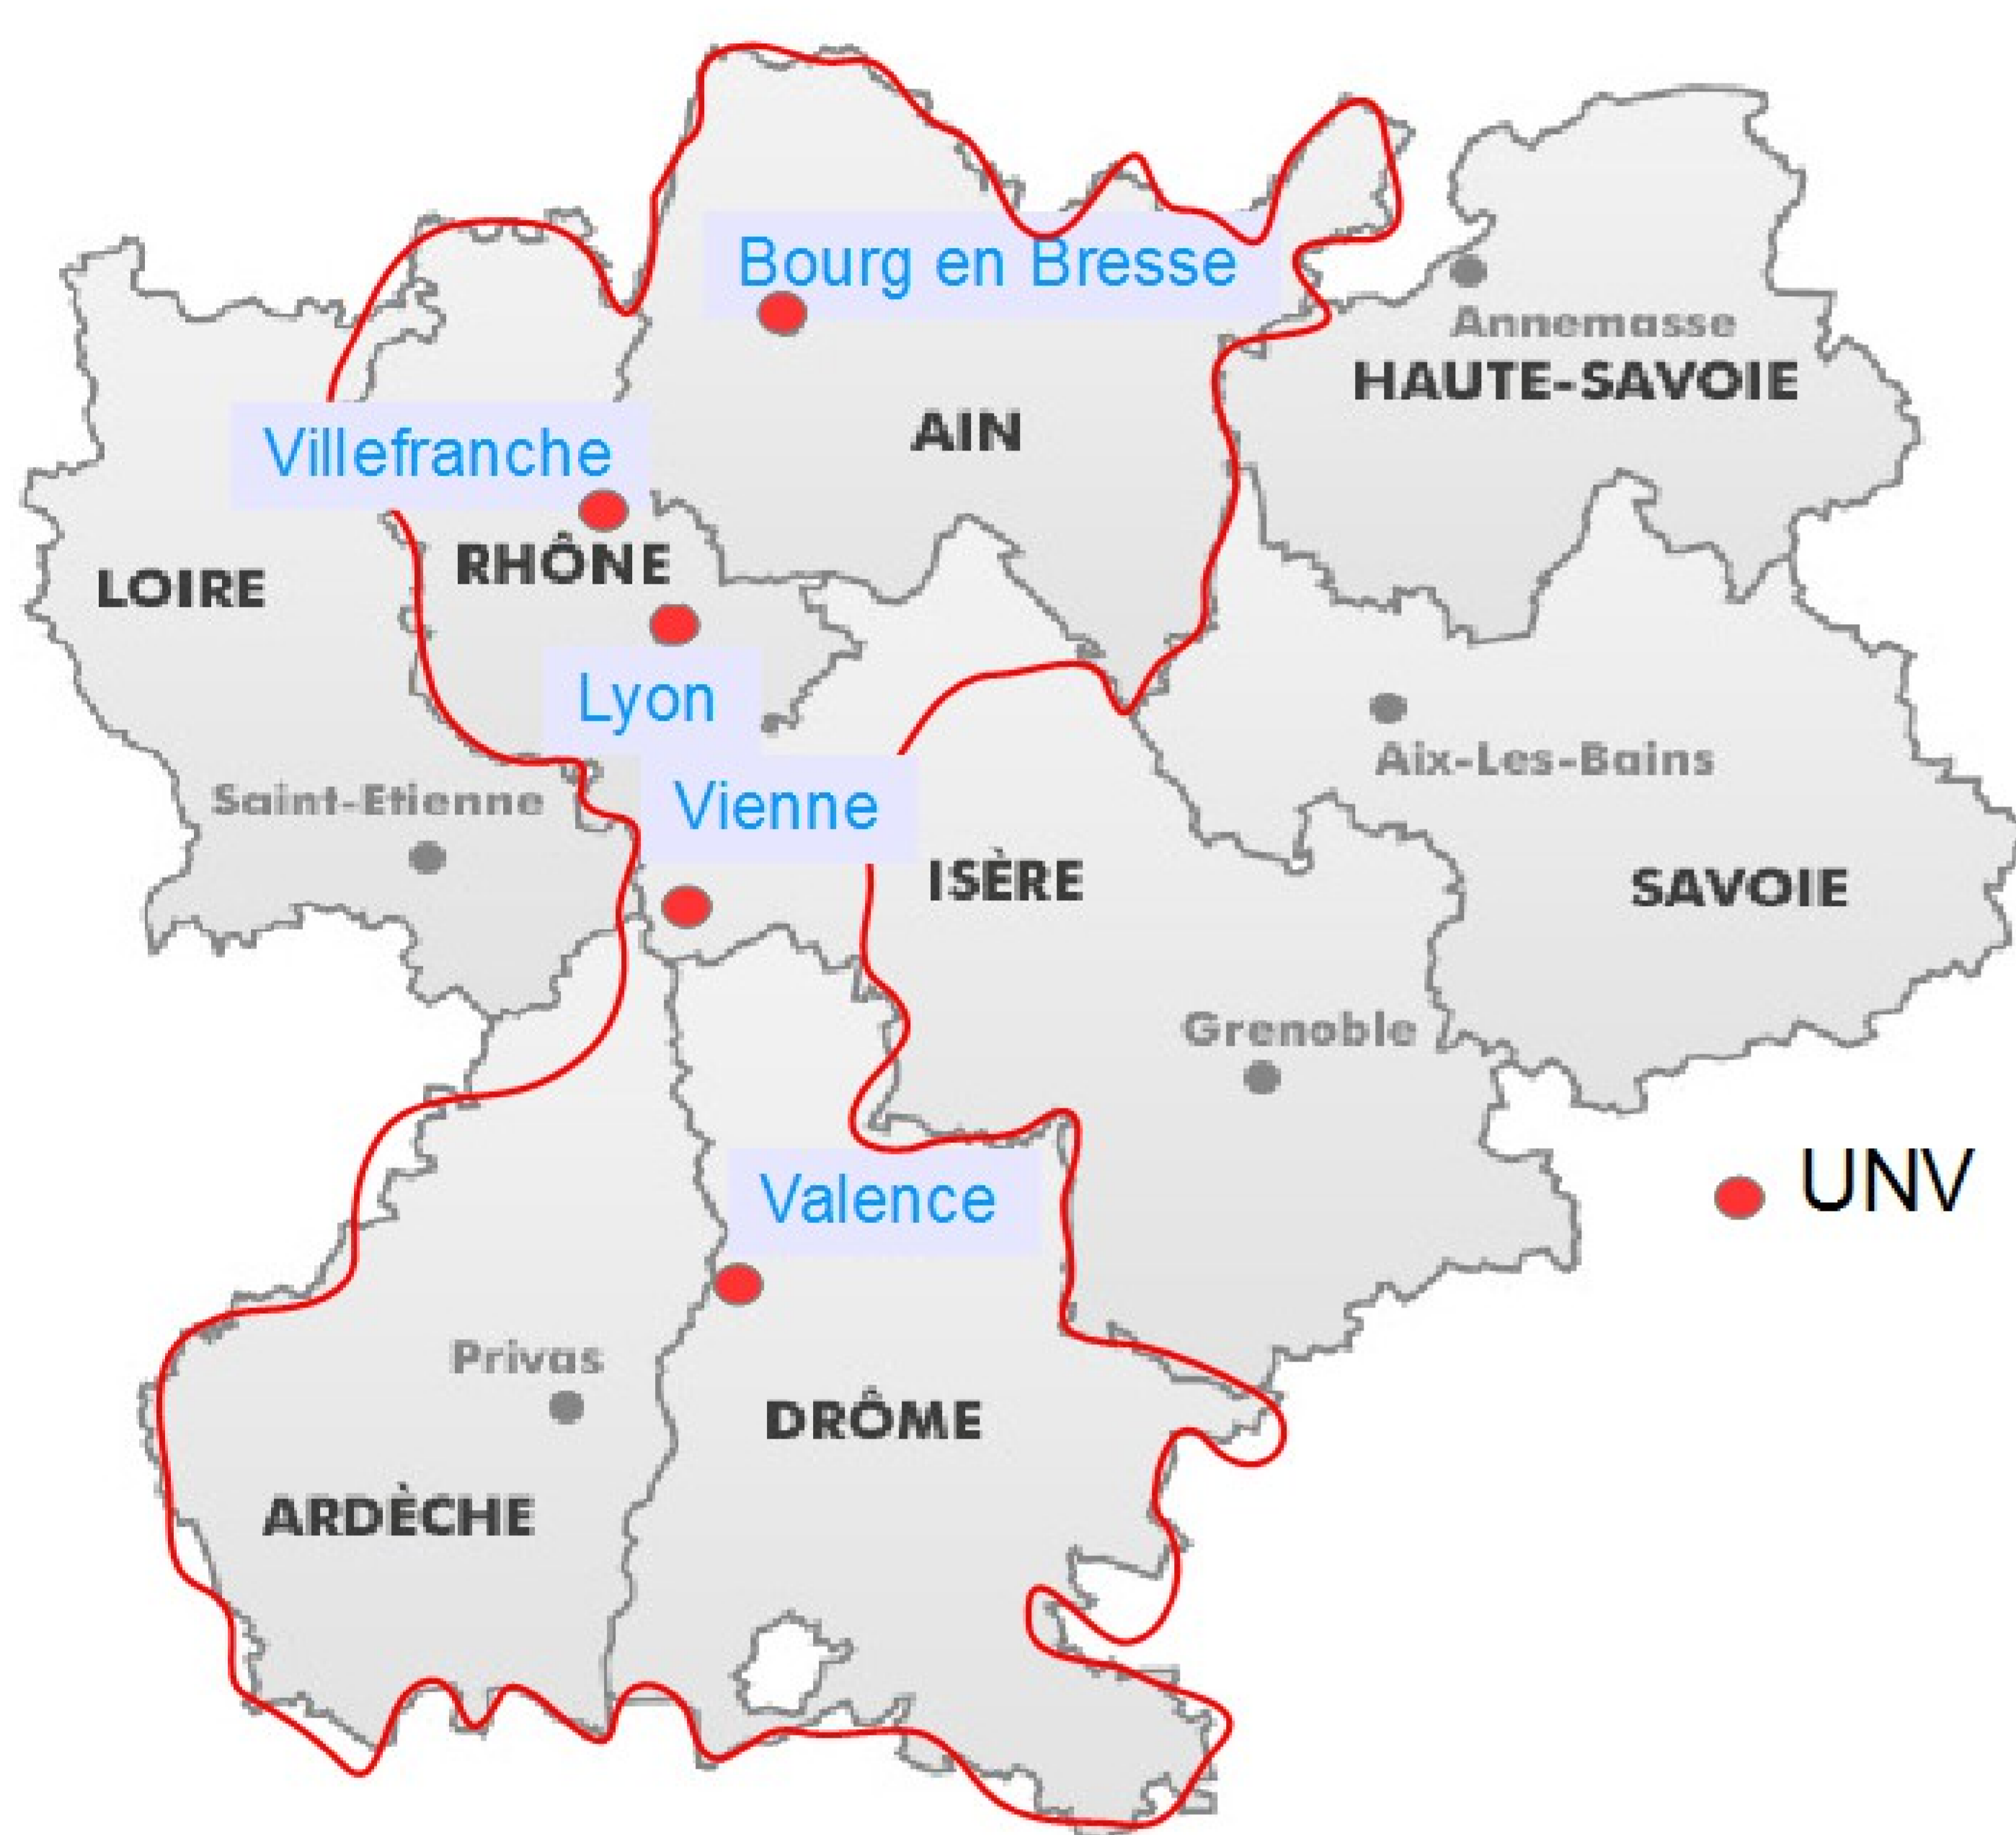 Bourg en Bresse
Annemasse
HAUTE-SAVOIE
AIN
Villefranche
RHÔNE
LOIRE
Lyon
Aix-Les-Bains
Saint-Etienne
Vienne
ISÈRE
SAVOIE
Grenoble
Valence
UNV
Privas
DRÔME
ARDÈCHE